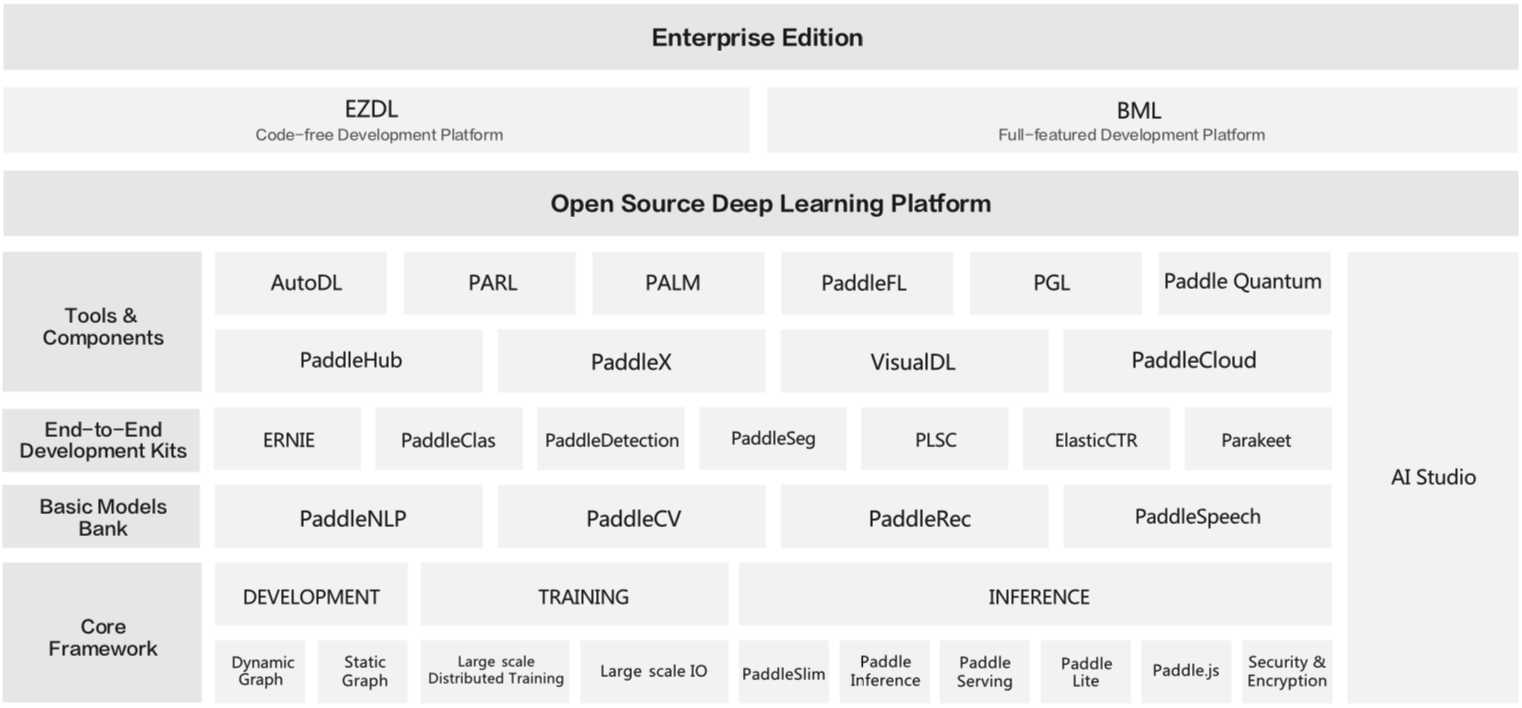 Enterprise Edition
EZDL
Code-free Development Platform
BML
Full-featured Development Platform
Open Source Deep Learning Platform
Tools &
Components
AutoDL
PARL
PALM
PaddleFL
PGL
Paddle Quantum
PaddleHub
PaddleX
VisualDL
PaddleCloud
End-to-End
Development Kits
ERNIE
PaddleClas
PaddleDetection
PaddleSeg
PLSC
ElasticCTR
Parakeet
Basic Models
Bank
PaddleNLP
PaddleCV
PaddleRec
PaddleSpeech
Core
Framework
DEVELOPMENT
TRAINING
INFERENCE
Dynamic
Graph
Static
Graph
Large scale
Distributed Training
Large scale IO
PaddleSlim
Paddle
Inference
Paddle
Serving
Paddle
Lite
Paddle.js
Security &
Encryption
AI Studio